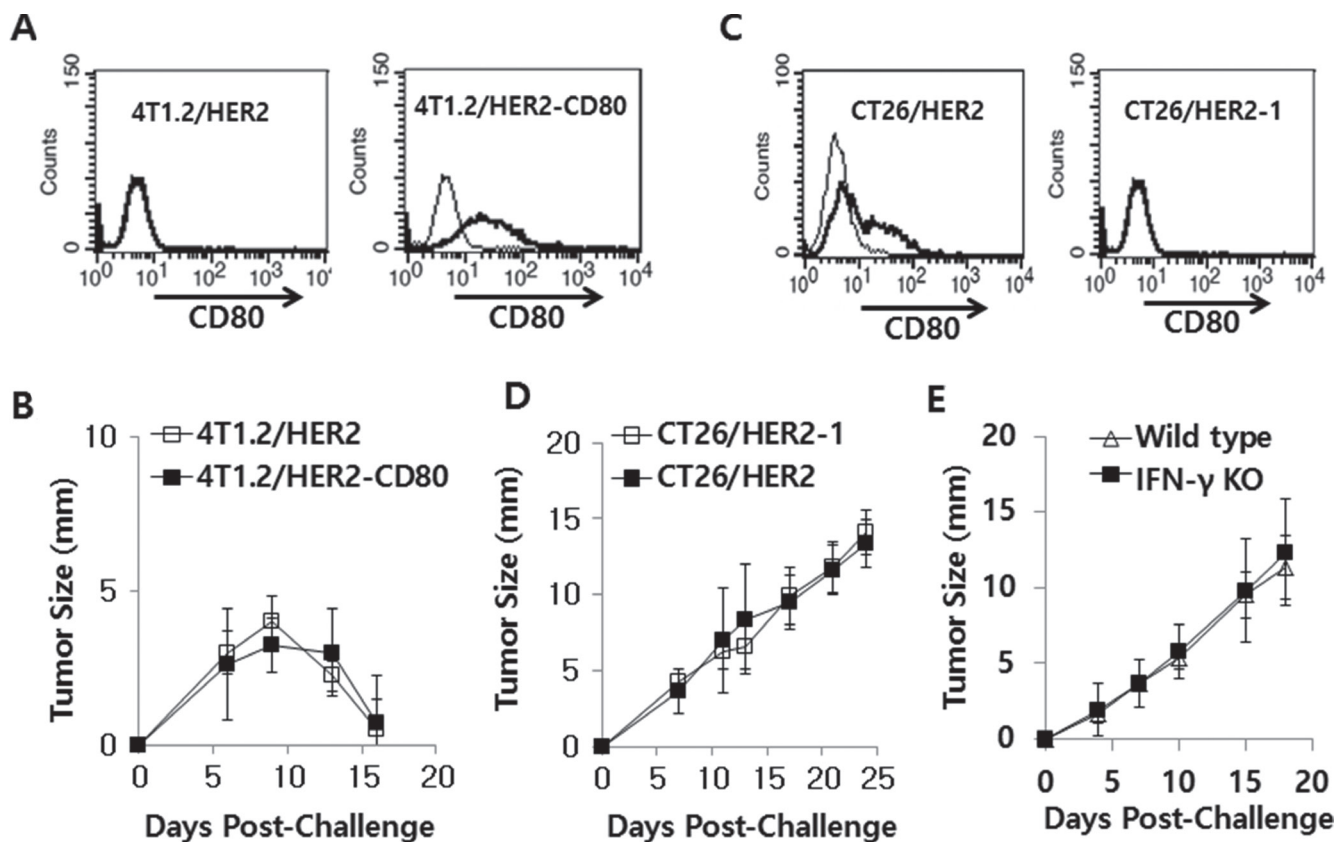 A
150
Counts
0
4T1.2/HER2
10^0 10^1 10^2 10^3 10^4
CD80
150
Counts
0
4T1.2/HER2-CD80
10^0 10^1 10^2 10^3 10^4
CD80
C
100
Counts
0
CT26/HER2
10^0 10^1 10^2 10^3 10^4
CD80
150
Counts
0
CT26/HER2-1
10^0 10^1 10^2 10^3 10^4
CD80
B
4T1.2/HER2
4T1.2/HER2-CD80
Tumor Size (mm)
10
5
0
0 5 10 15 20
Days Post-Challenge
D
CT26/HER2-1
CT26/HER2
Tumor Size (mm)
20
15
10
5
0
0 5 10 15 20 25
Days Post-Challenge
E
Wild type
IFN-γ KO
Tumor Size (mm)
20
15
10
5
0
0 5 10 15 20
Days Post-Challenge